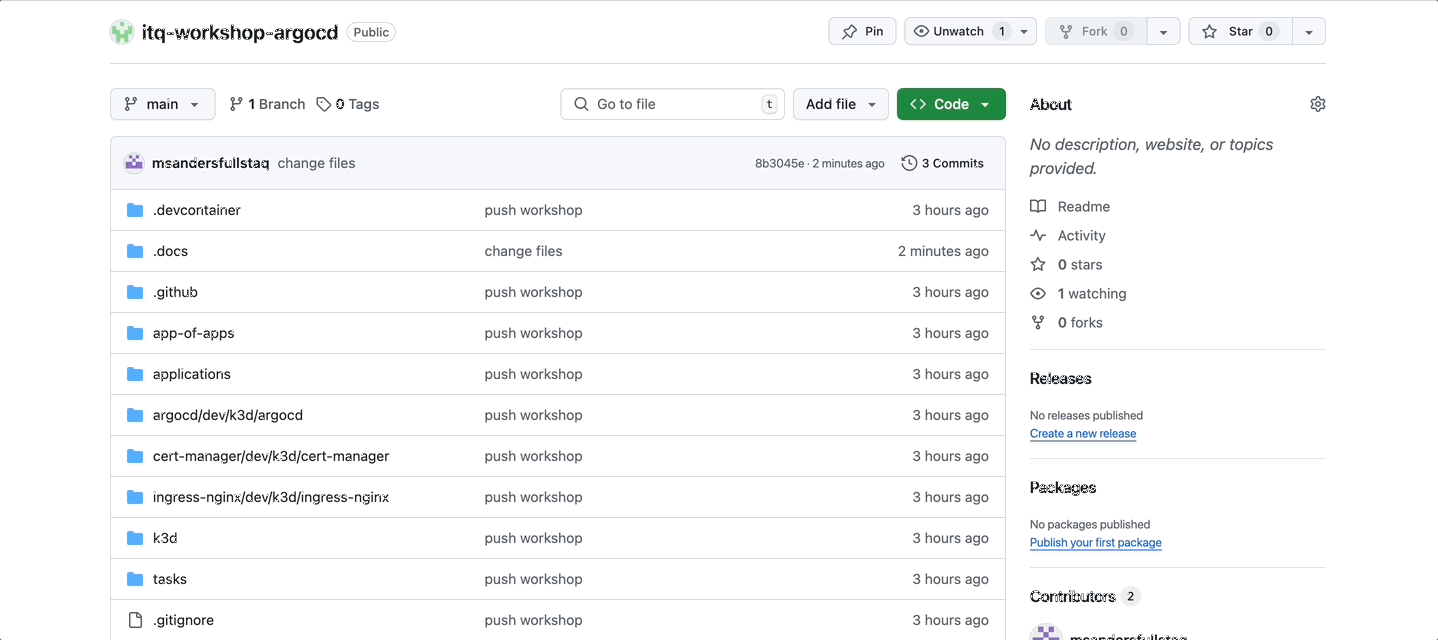 itq-workshop-argocd Public Pin Unwatch 1 Fork 0 Star 0
main 1 Branch 0 Tags Go to file t Add file Code
msandersfullstaq change files 8b3045e · 2 minutes ago 3 Commits
.devcontainer push workshop 3 hours ago
.docs change files 2 minutes ago
.github push workshop 3 hours ago
app-of-apps push workshop 3 hours ago
applications push workshop 3 hours ago
argocd/dev/k3d/argocd push workshop 3 hours ago
cert-manager/dev/k3d/cert-manager push workshop 3 hours ago
ingress-nginx/dev/k3d/ingress-nginx push workshop 3 hours ago
k3d push workshop 3 hours ago
tasks push workshop 3 hours ago
.gitignore push workshop 3 hours ago
About
No description, website, or topics
provided.
Readme
Activity
0 stars
1 watching
0 forks
Releases
No releases published
Create a new release
Packages
No packages published
Publish your first package
Contributors 2
msandersfullstaq